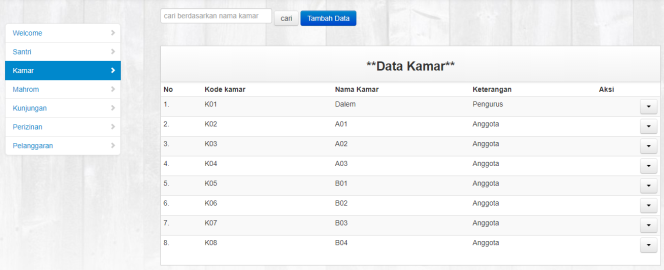 cari berdasarkan nama kamar cari Tambah Data
Welcome
Santri
Kamar
Mahrom
Kunjungan
Perizinan
Pelanggaran
**Data Kamar**
No Kode kamar Nama Kamar Keterangan Aksi
1. K01 Dalem Pengurus
2. K02 A01 Anggota
3. K03 A02 Anggota
4. K04 A03 Anggota
5. K05 B01 Anggota
6. K06 B02 Anggota
7. K07 B03 Anggota
8. K08 B04 Anggota